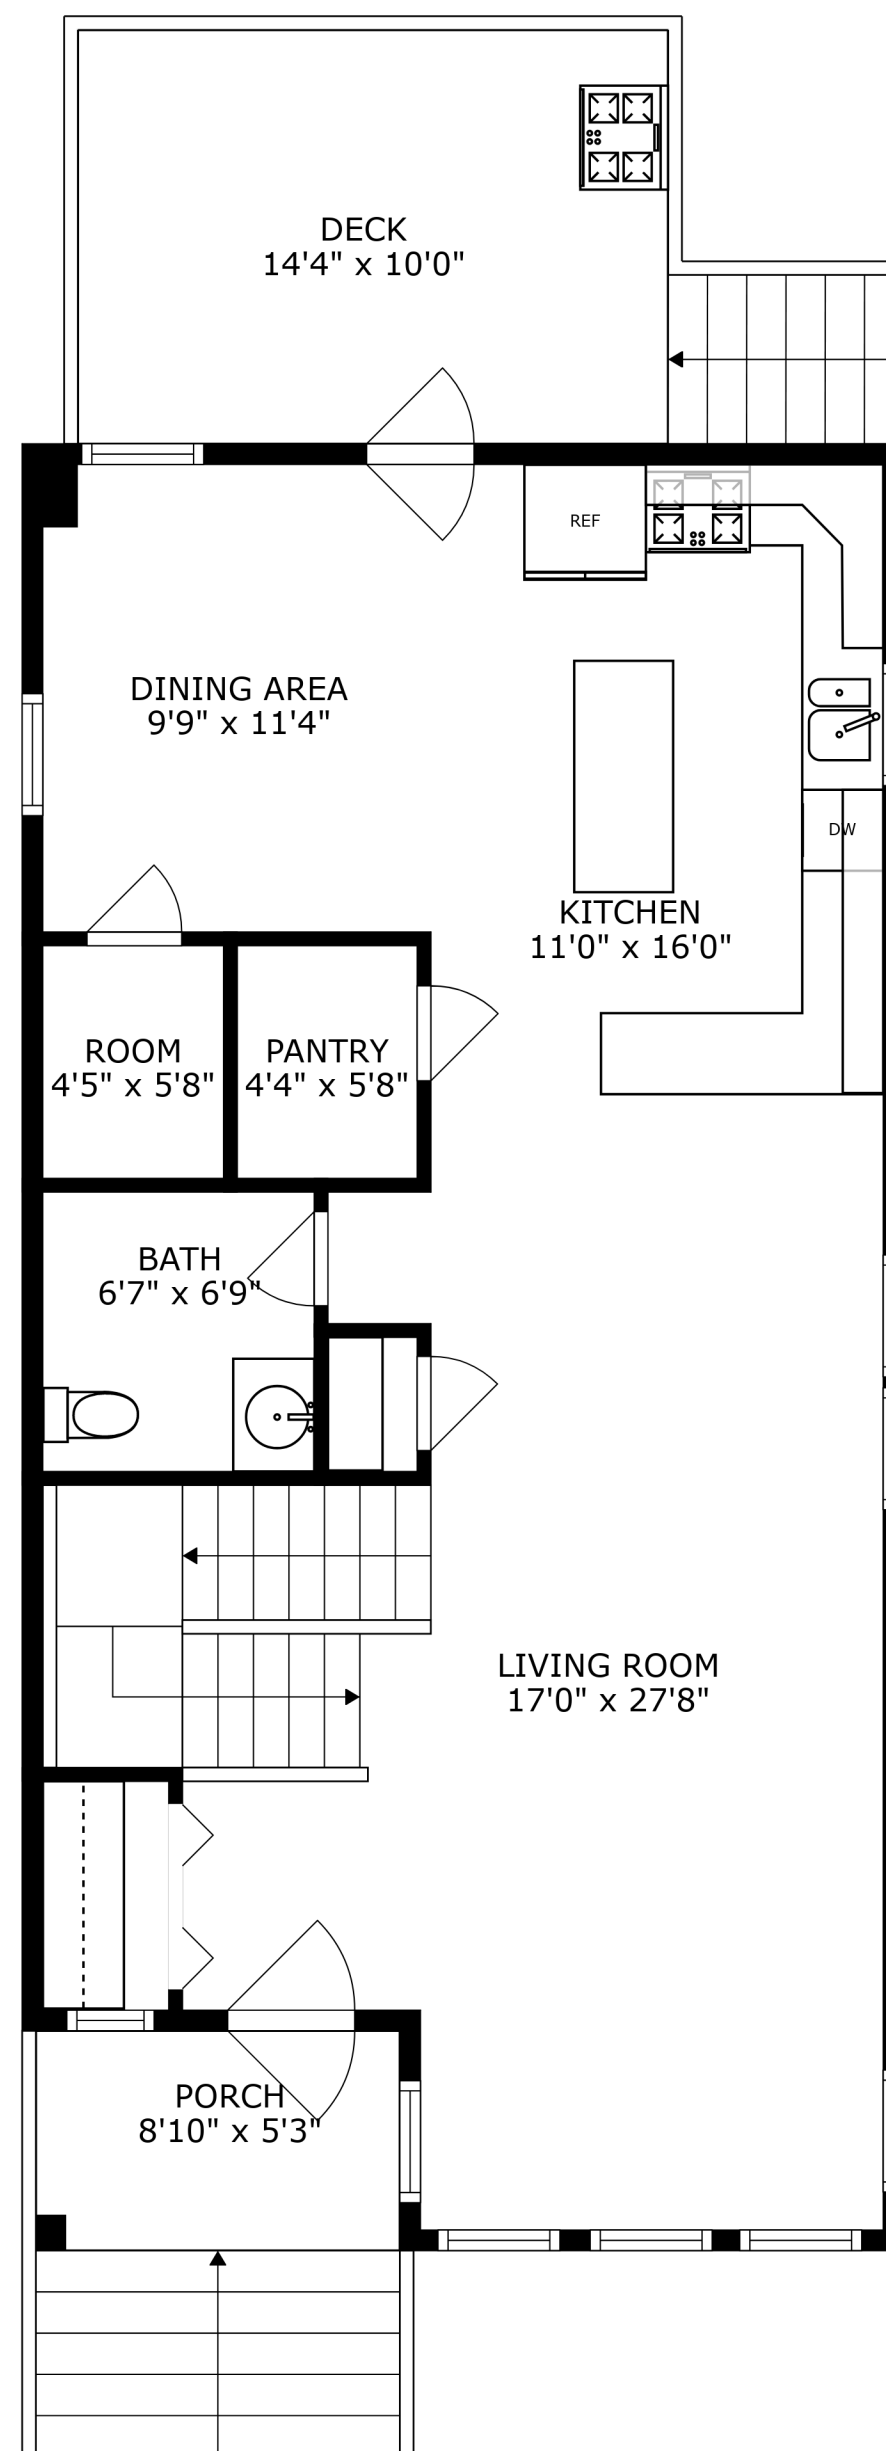 DECK
14'4" x 10'0"
REF
DINING AREA
9'9" x 11'4"
DW
KITCHEN
11'0" x 16'0"
ROOM
4'5" x 5'8"
PANTRY
4'4" x 5'8"
BATH
6'7" x 6'9"
LIVING ROOM
17'0" x 27'8"
PORCH
8'10" x 5'3"